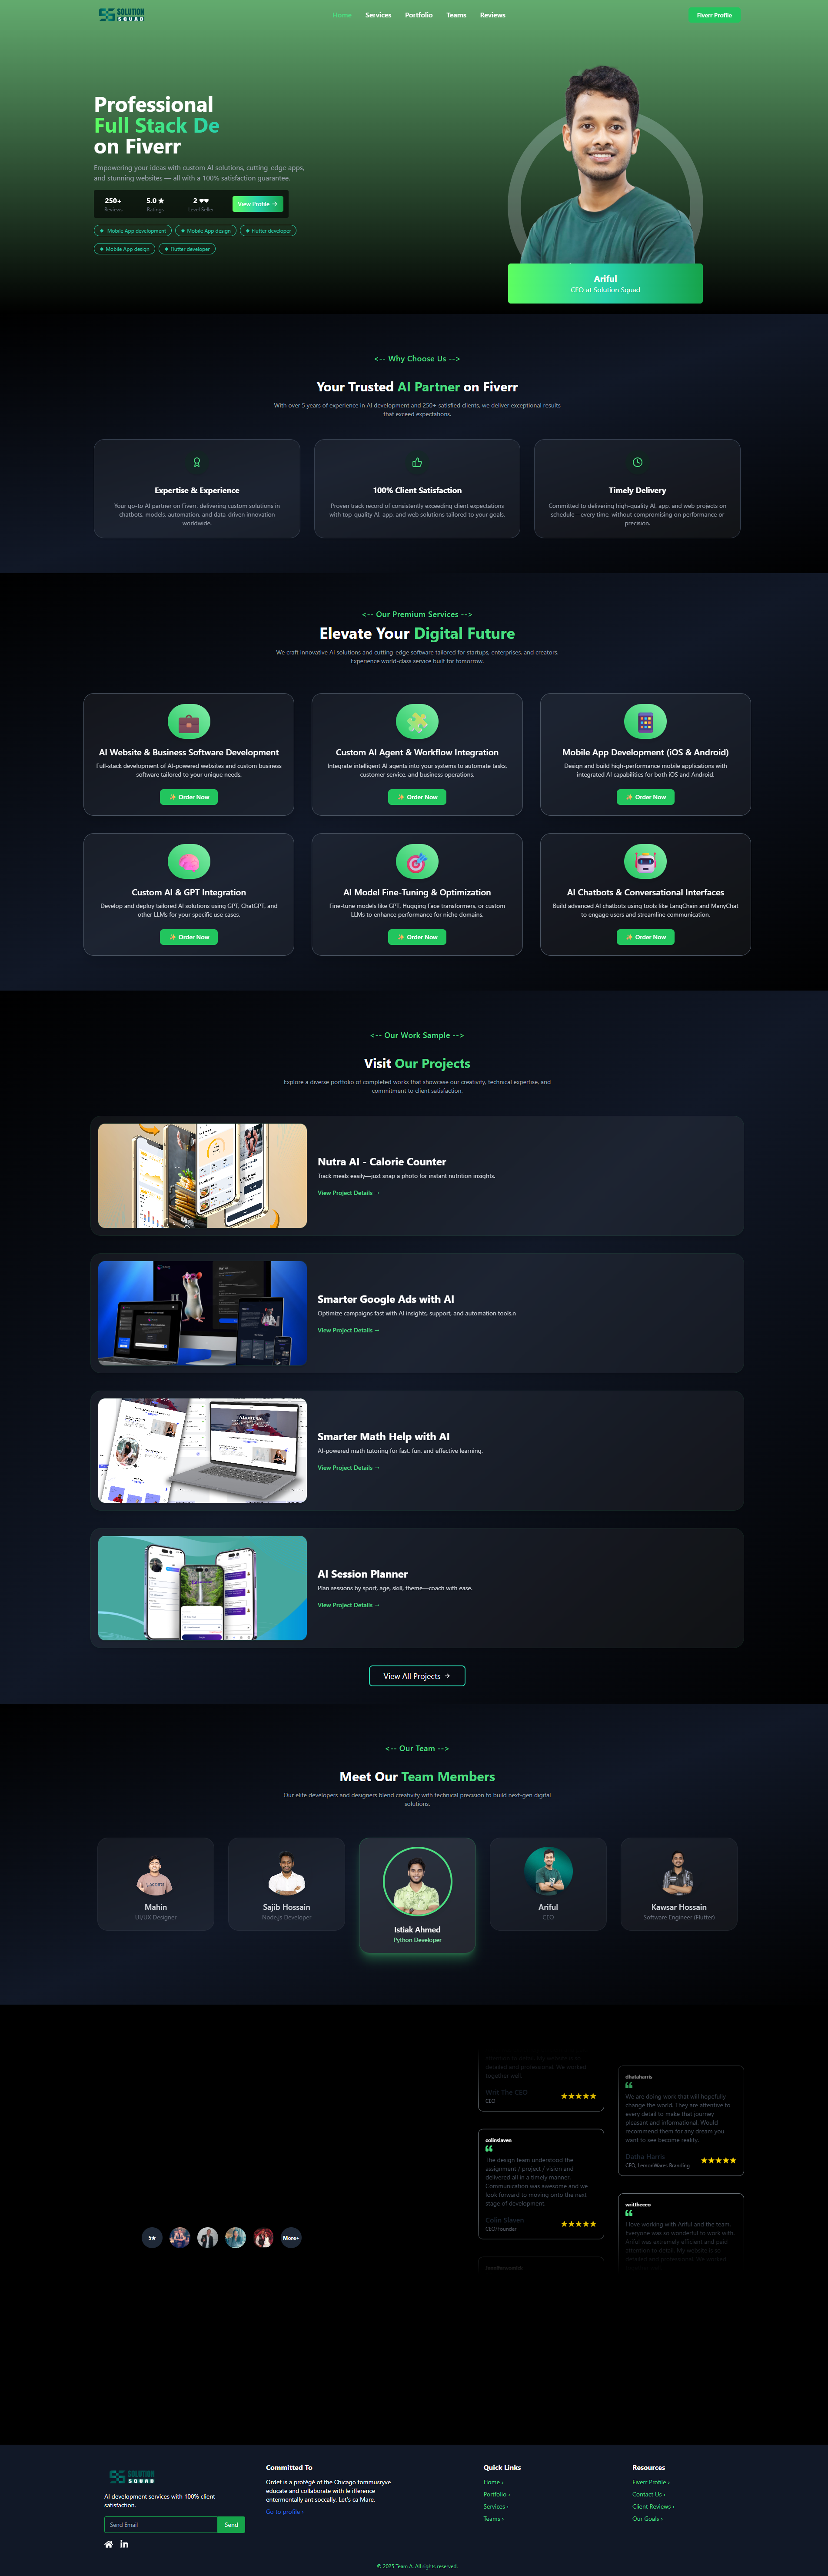 SOLUTION
SQUAD
Home
Services
Portfolio
Teams
Reviews
Fiverr Profile
Professional
Full Stack De
on Fiverr
Empowering your ideas with custom AI solutions, cutting-edge apps,
and stunning websites — all with a 100% satisfaction guarantee.
250+
Reviews
5.0 ★
Ratings
2
Level Seller
View Profile →
Mobile App development
Mobile App design
Flutter developer
Mobile App design
Flutter developer
Ariful
CEO at Solution Squad
<-- Why Choose Us -->
Your Trusted AI Partner on Fiverr
With over 5 years of experience in AI development and 250+ satisfied clients, we deliver exceptional results
that exceed expectations.
Expertise & Experience
Your go-to AI partner on Fiverr, delivering custom solutions in
chatbots, models, automation, and data-driven innovation
worldwide.
100% Client Satisfaction
Proven track record of consistently exceeding client expectations
with top-quality AI, app, and web solutions tailored to your goals.
Timely Delivery
Committed to delivering high-quality AI, app, and web projects on
schedule—every time, without compromising on performance or
precision.
<-- Our Premium Services -->
Elevate Your Digital Future
We craft innovative AI solutions and cutting-edge software tailored for startups, enterprises, and creators.
Experience world-class service built for tomorrow.
AI Website & Business Software Development
Full-stack development of AI-powered websites and custom business
software tailored to your unique needs.
✨ Order Now
Custom AI Agent & Workflow Integration
Integrate intelligent AI agents into your systems to automate tasks,
customer service, and business operations.
✨ Order Now
Mobile App Development (iOS & Android)
Design and build high-performance mobile applications with
integrated AI capabilities for both iOS and Android.
✨ Order Now
Custom AI & GPT Integration
Develop and deploy tailored AI solutions using GPT, ChatGPT, and
other LLMs for your specific use cases.
✨ Order Now
AI Model Fine-Tuning & Optimization
Fine-tune models like GPT, Hugging Face transformers, or custom
LLMs to enhance performance for niche domains.
✨ Order Now
AI Chatbots & Conversational Interfaces
Build advanced AI chatbots using tools like LangChain and ManyChat
to engage users and streamline communication.
✨ Order Now
<-- Our Work Sample -->
Visit Our Projects
Explore a diverse portfolio of completed works that showcase our creativity, technical expertise, and
commitment to client satisfaction.
Nutra AI - Calorie Counter
Track meals easily—just snap a photo for instant nutrition insights.
View Project Details →
Smarter Google Ads with AI
Optimize campaigns fast with AI insights, support, and automation tools.n
View Project Details →
About Us
Smarter Math Help with AI
AI-powered math tutoring for fast, fun, and effective learning.
View Project Details →
AI Session Planner
Plan sessions by sport, age, skill, theme—coach with ease.
View Project Details →
View All Projects →
<-- Our Team -->
Meet Our Team Members
Our elite developers and designers blend creativity with technical precision to build next-gen digital
solutions.
Mahin
UI/UX Designer
Sajib Hossain
Node.js Developer
Istiak Ahmed
Python Developer
Ariful
CEO
Kawsar Hossain
Software Engineer (Flutter)
5★
More+
detailed and professional. We worked
together well.
Writ The CEO
CEO
colinslaven
The design team understood the
assignment / project / vision and
delivered all in a timely manner.
Communication was awesome and we
look forward to moving onto the next
stage of development.
Colin Slaven
CEO/Founder
dhataharris
We are doing work that will hopefully
change the world. They are attentive to
every detail to make that journey
pleasant and informational. Would
recommend them for any dream you
want to see become reality.
Datha Harris
CEO, LemonWares Branding
writtheceo
I love working with Ariful and the team.
Everyone was so wonderful to work with.
Ariful was extremely efficient and paid
attention to detail. My website is so
detailed and professional. We worked
SOLUTION
SQUAD
AI development services with 100% client
satisfaction.
Send Email
Send
Committed To
Ordet is a protégé of the Chicago tommusryve
educate and collaborate with le ifference
entermentally ant soccally. Let's ca Mare.
Go to profile ›
Quick Links
Home ›
Portfolio ›
Services ›
Teams ›
Resources
Fiverr Profile ›
Contact Us ›
Client Reviews ›
Our Goals ›
© 2025 Team A. All rights reserved.